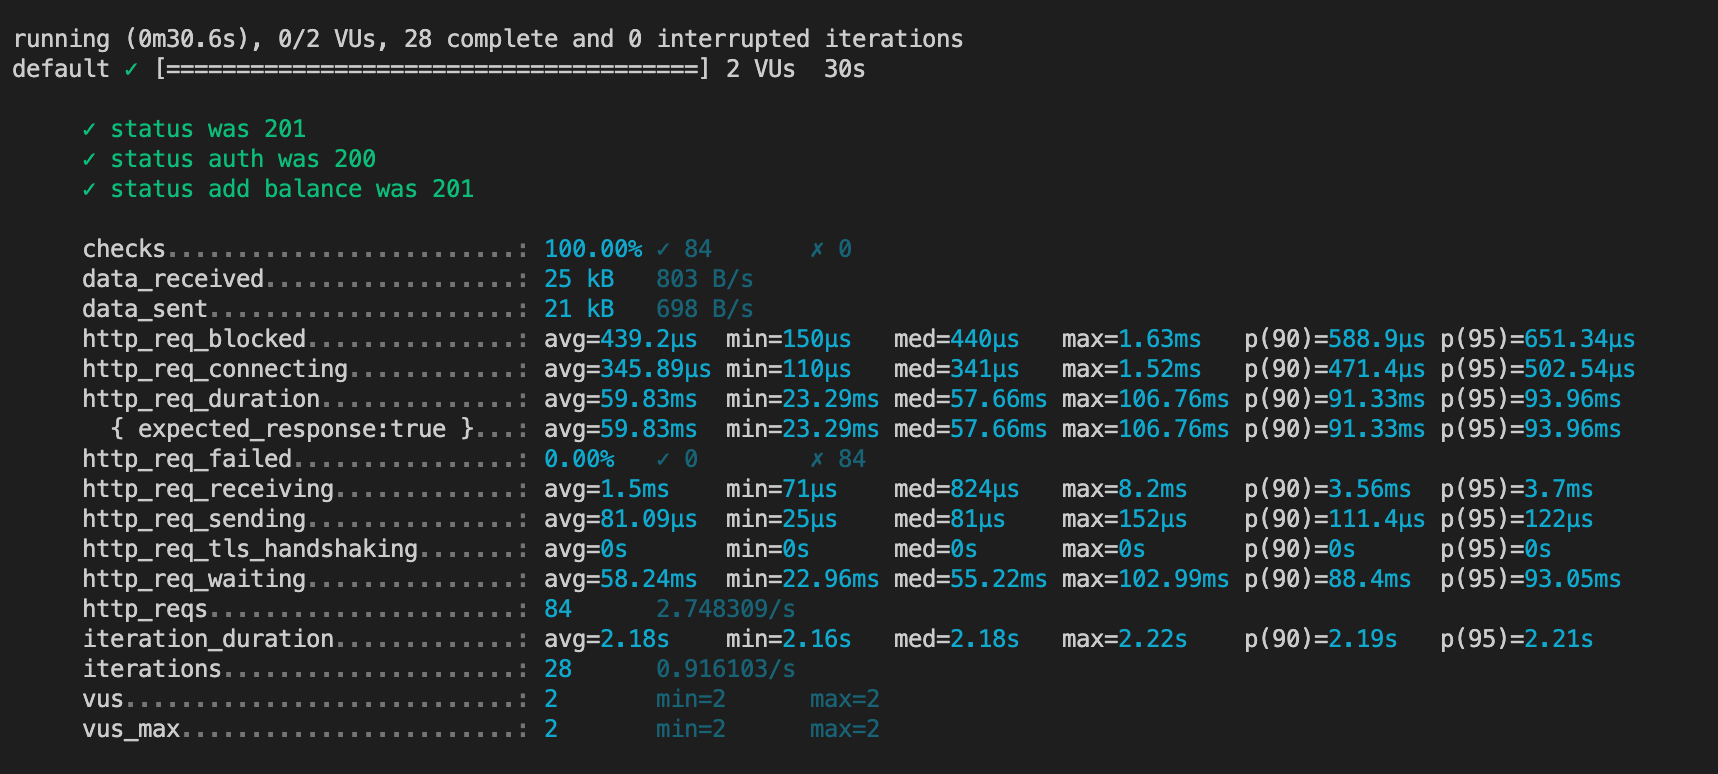 running (0m30.6s), 0/2 VUs, 28 complete and 0 interrupted iterations
default ✓ [======================================] 2 VUs  30s
✓ status was 201
✓ status auth was 200
✓ status add balance was 201
checks.........................: 100.00% ✓ 84       ✗ 0
data_received..................: 25 kB   803 B/s
data_sent......................: 21 kB   698 B/s
http_req_blocked...............: avg=439.2µs  min=150µs   med=440µs   max=1.63ms   p(90)=588.9µs p(95)=651.34µs
http_req_connecting............: avg=345.89µs min=110µs   med=341µs   max=1.52ms   p(90)=471.4µs p(95)=502.54µs
http_req_duration..............: avg=59.83ms  min=23.29ms med=57.66ms max=106.76ms p(90)=91.33ms p(95)=93.96ms
{ expected_response:true }...: avg=59.83ms  min=23.29ms med=57.66ms max=106.76ms p(90)=91.33ms p(95)=93.96ms
http_req_failed................: 0.00%   ✓ 0        ✗ 84
http_req_receiving.............: avg=1.5ms    min=71µs    med=824µs   max=8.2ms    p(90)=3.56ms  p(95)=3.7ms
http_req_sending...............: avg=81.09µs  min=25µs    med=81µs    max=152µs    p(90)=111.4µs p(95)=122µs
http_req_tls_handshaking.......: avg=0s       min=0s      med=0s      max=0s       p(90)=0s      p(95)=0s
http_req_waiting...............: avg=58.24ms  min=22.96ms med=55.22ms max=102.99ms p(90)=88.4ms  p(95)=93.05ms
http_reqs......................: 84      2.748309/s
iteration_duration.............: avg=2.18s    min=2.16s   med=2.18s   max=2.22s    p(90)=2.19s   p(95)=2.21s
iterations.....................: 28      0.916103/s
vus............................: 2       min=2      max=2
vus_max........................: 2       min=2      max=2